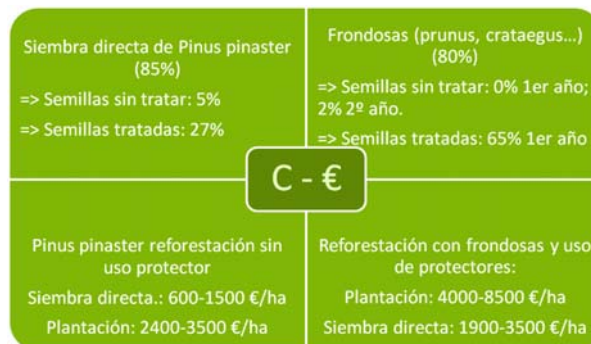 Siembra directa de Pinus pinaster
(85%)
=> Semillas sin tratar: 5%
=> Semillas tratadas: 27%
Frondosas (prunus, crataegus...)
(80%)
=> Semillas sin tratar: 0% 1er año;
2% 2º año.
=> Semillas tratadas: 65% 1er año
C - €
Pinus pinaster reforestación sin
uso protector
Siembra directa.: 600-1500 €/ha
Plantación: 2400-3500 €/ha
Reforestación con frondosas y uso
de protectores:
Plantación: 4000-8500 €/ha
Siembra directa: 1900-3500 €/ha